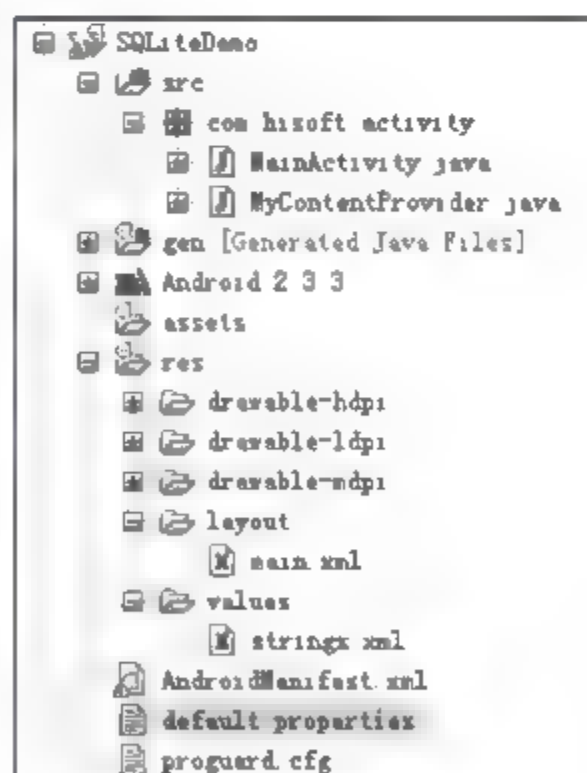 SQLiteDemo
src
com hisoft activity
MainActivity java
MyContentProvider java
gen [Generated Java Files]
Android 2 3 3
assets
res
drawable-hdpi
drawable-ldpi
drawable-mdpi
layout
main xml
values
strings xml
AndroidManifest.xml
default properties
proguard.cfg